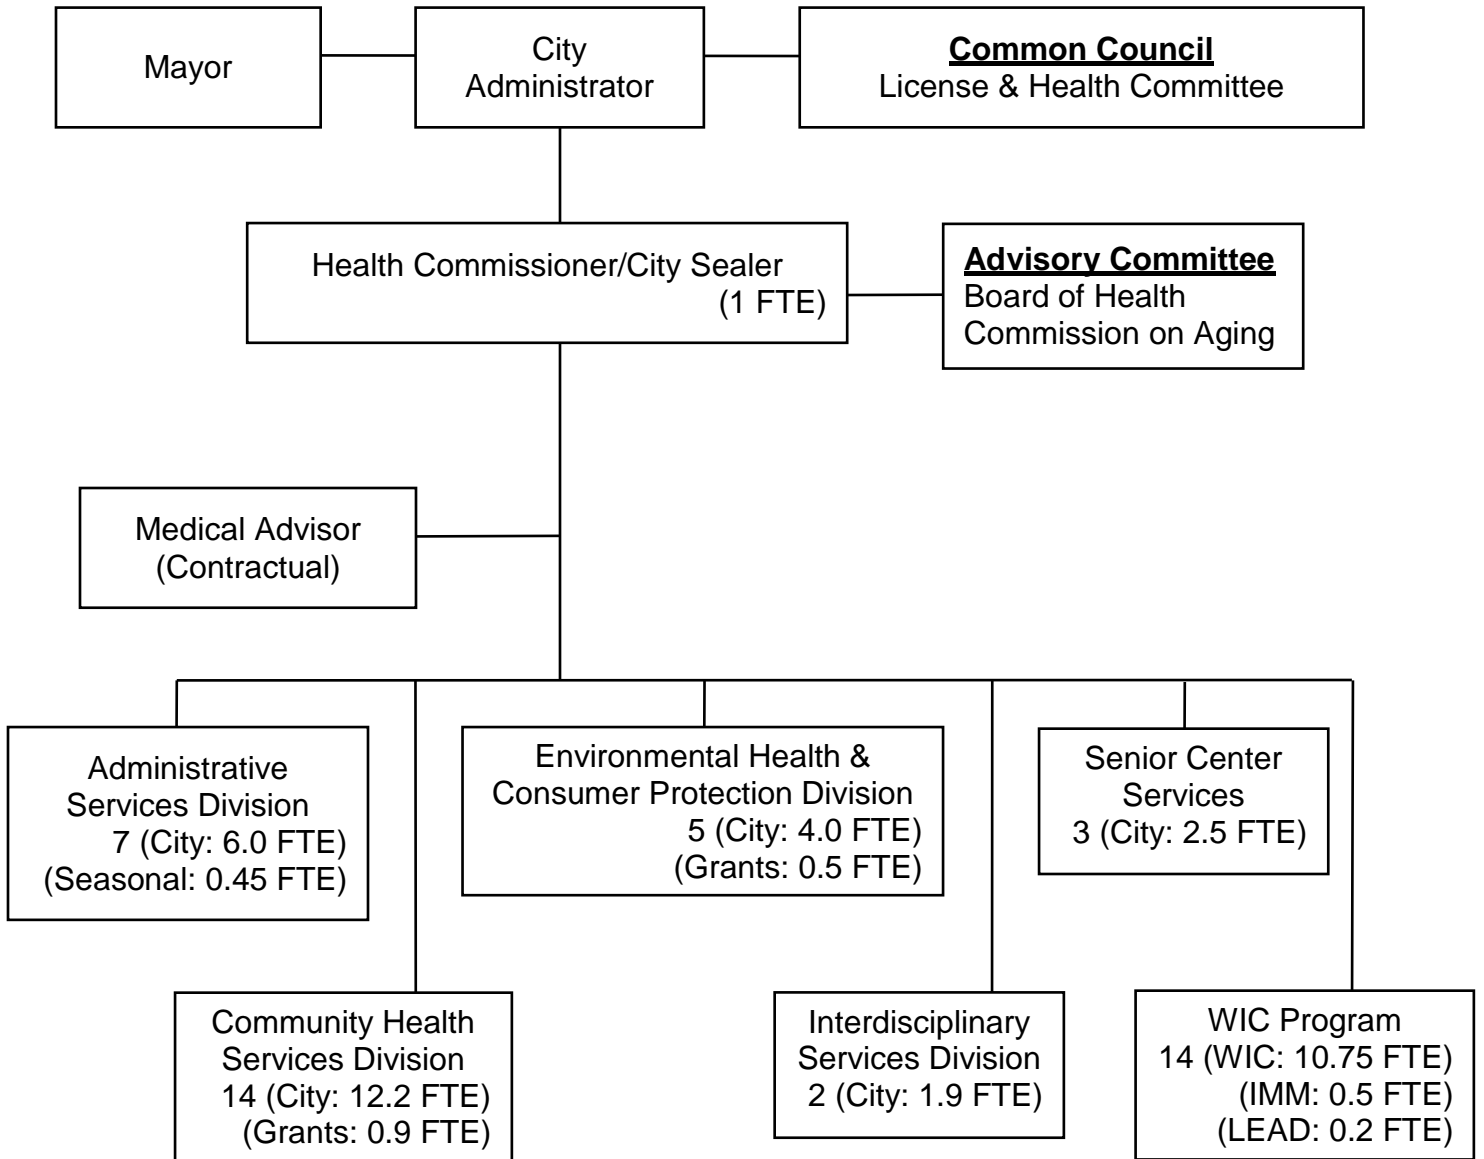 Mayor
City
Administrator
Common Council
License & Health Committee
Health Commissioner/City Sealer
(1 FTE)
Advisory Committee
Board of Health
Commission on Aging
Medical Advisor
(Contractual)
Administrative
Services Division
7 (City: 6.0 FTE)
(Seasonal: 0.45 FTE)
Environmental Health &
Consumer Protection Division
5 (City: 4.0 FTE)
(Grants: 0.5 FTE)
Senior Center
Services
3 (City: 2.5 FTE)
Community Health
Services Division
14 (City: 12.2 FTE)
(Grants: 0.9 FTE)
Interdisciplinary
Services Division
2 (City: 1.9 FTE)
WIC Program
14 (WIC: 10.75 FTE)
(IMM: 0.5 FTE)
(LEAD: 0.2 FTE)